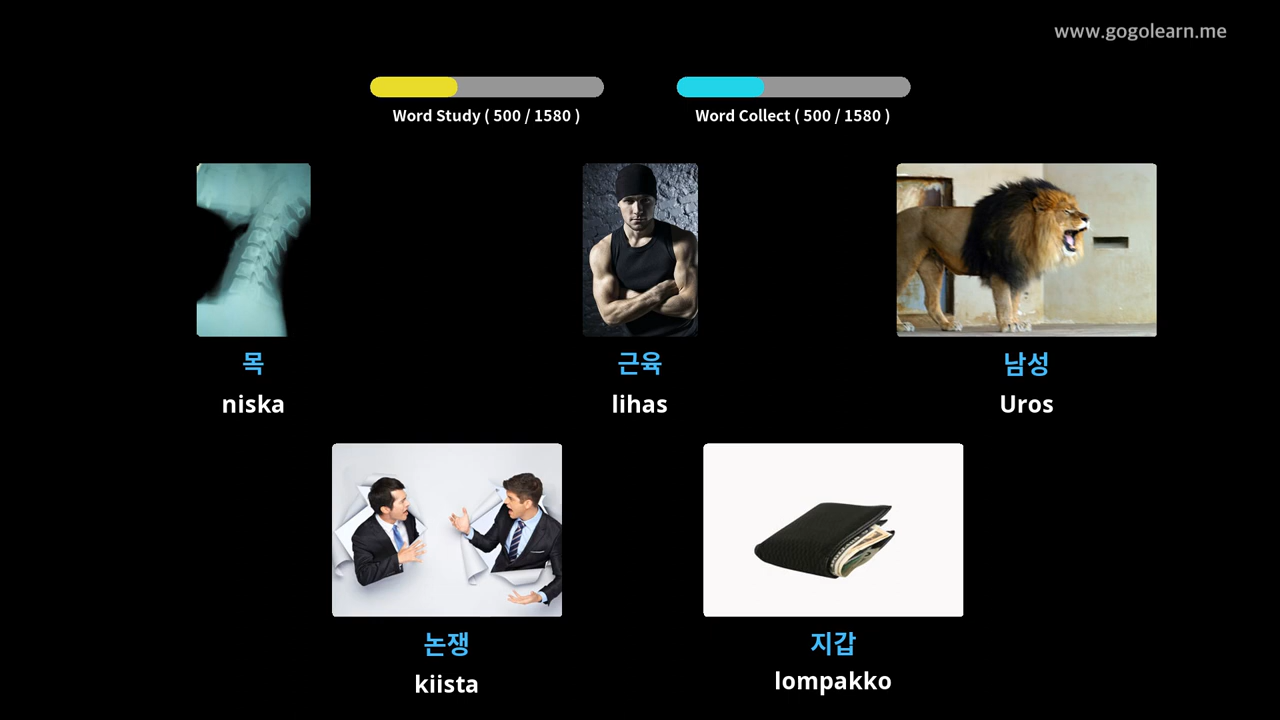 www.gogolearn.me
Word Study ( 500 / 1580 )
Word Collect ( 500 / 1580 )
목
niska
근육
lihas
남성
Uros
논쟁
kiista
지갑
lompakko